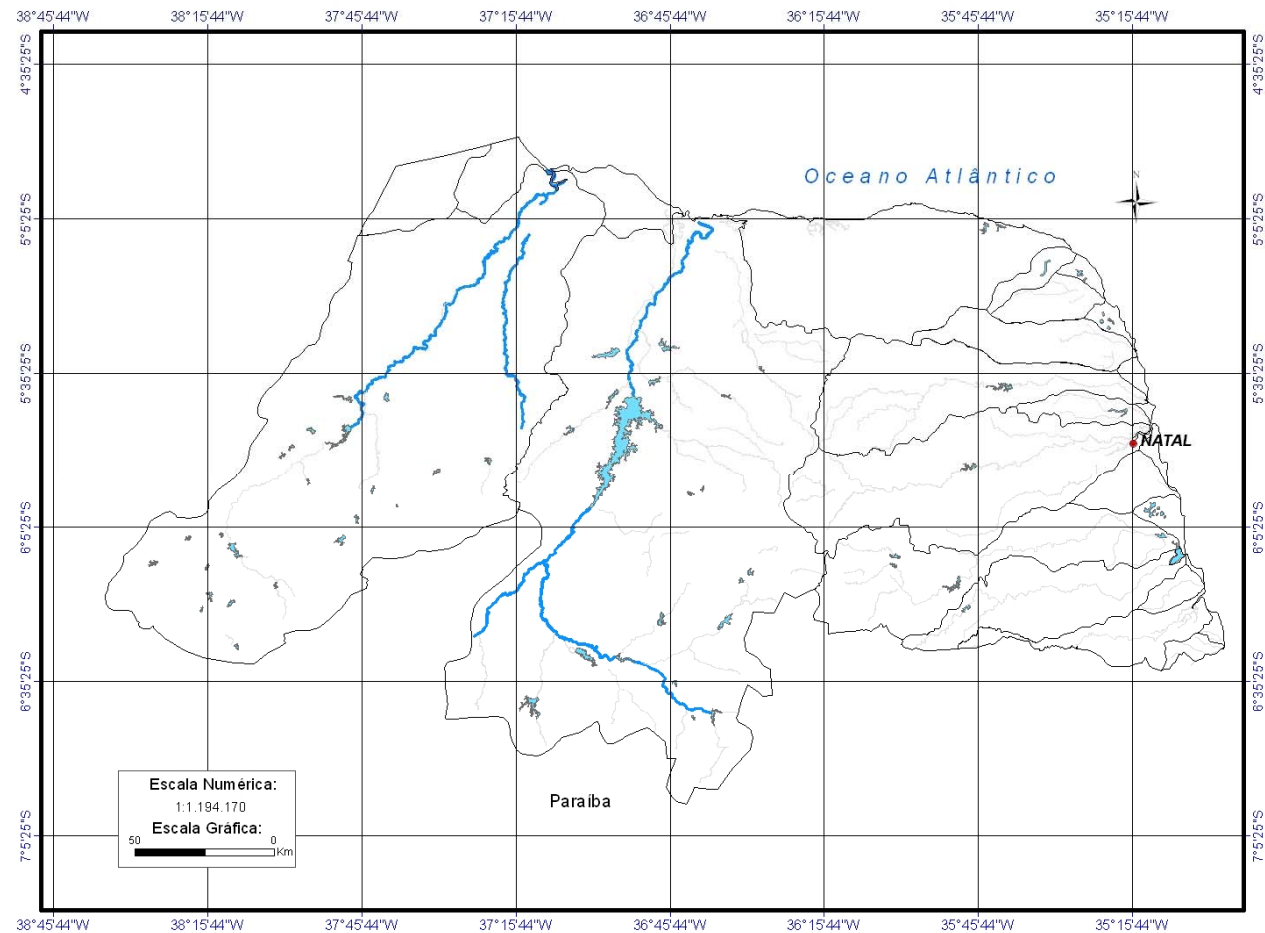 38°45'44"W 38°15'44"W 37°45'44"W 37°15'44"W 36°45'44"W 36°15'44"W 35°45'44"W 35°15'44"W
4°35'25"S 4°35'25"S
Oceano Atlântico
N
5°5'25"S 5°5'25"S
5°35'25"S 5°35'25"S
NATAL
6°5'25"S 6°5'25"S
6°35'25"S 6°35'25"S
Paraíba
Escala Numérica:
1:1.194.170
Escala Gráfica:
50 0
Km
7°5'25"S 7°5'25"S
38°45'44"W 38°15'44"W 37°45'44"W 37°15'44"W 36°45'44"W 36°15'44"W 35°45'44"W 35°15'44"W